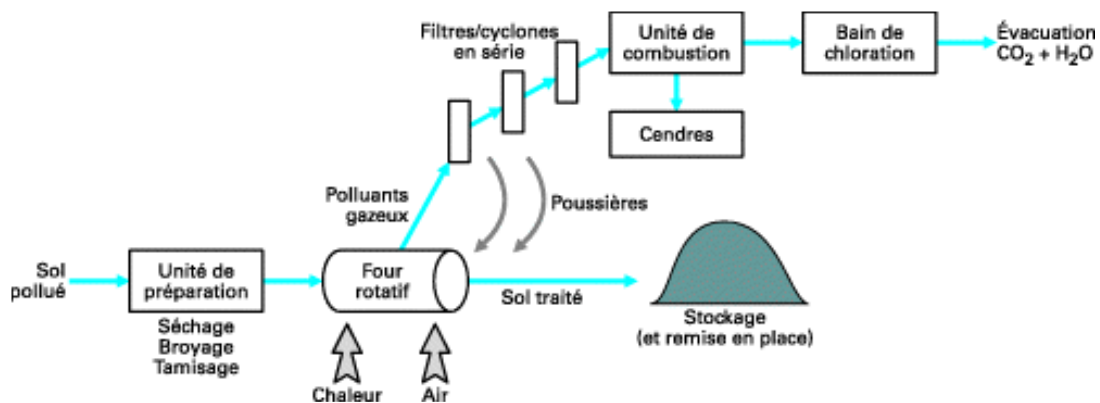 Filtres/cyclones
en série
Unité de
combustion
Bain de
chloration
Évacuation
CO₂ + H₂O
Cendres
Polluants
gazeux
Poussières
Sol
pollué
Unité de
préparation
Four
rotatif
Sol traité
Séchage
Broyage
Tamisage
Stockage
(et remise en place)
Chaleur
Air